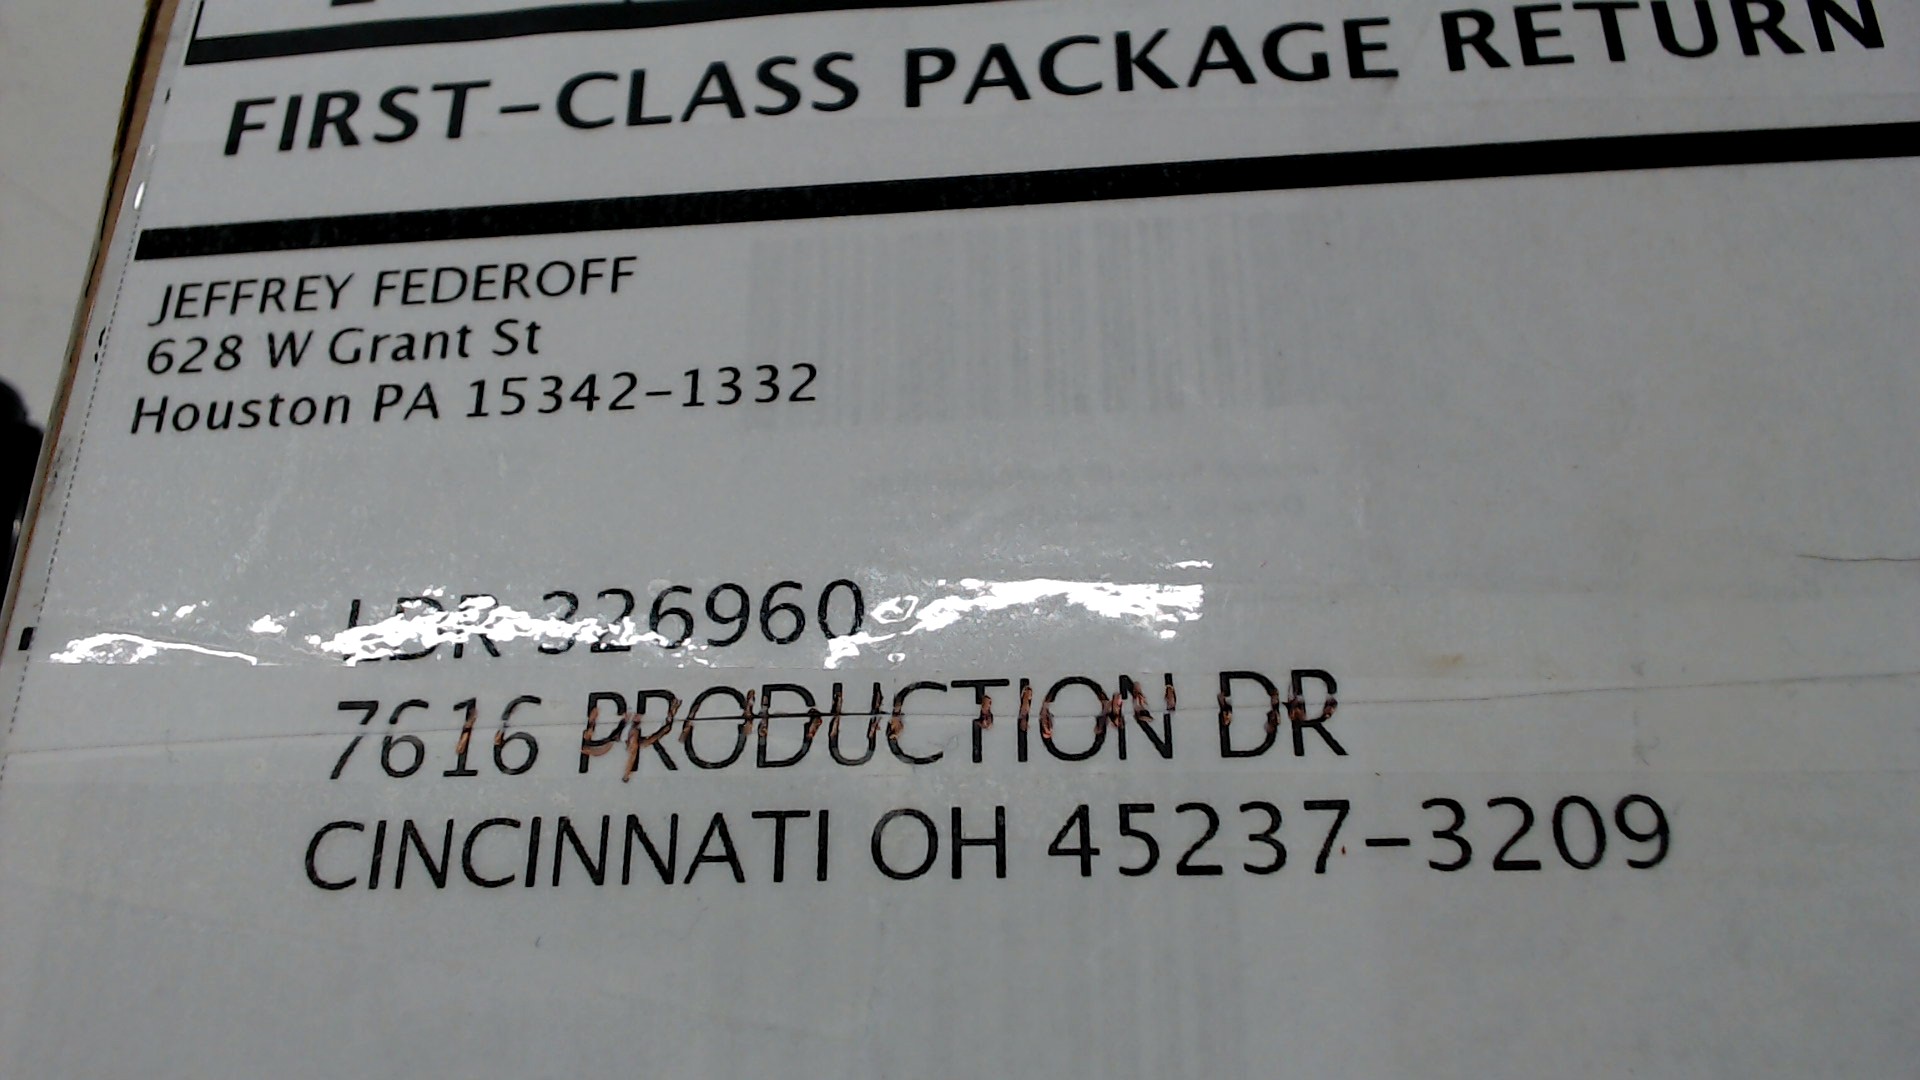 FIRST-CLASS PACKAGE RETURN
JEFFREY FEDEROFF
628 W Grant St
Houston PA 15342-1332
LDR 326960
7616 PRODUCTION DR
CINCINNATI OH 45237-3209